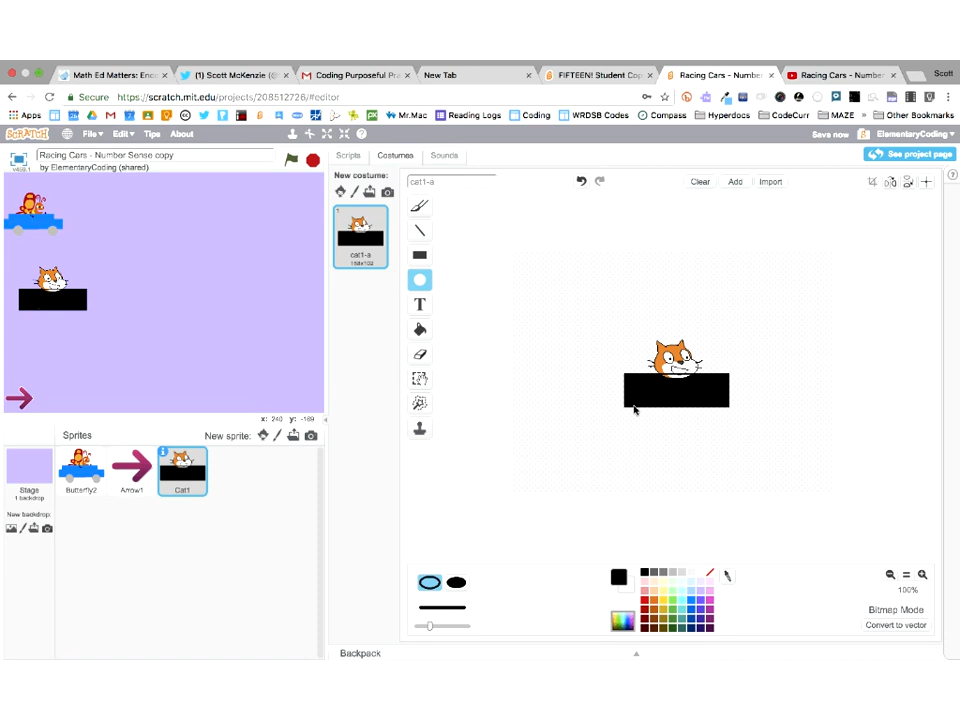 Math Ed Matters: Enc
(1) Scott McKenzie (@
Coding Purposeful Pra
New Tab
FIFTEEN! Student Cop
Racing Cars - Number
Racing Cars - Number
Scott
Secure https://scratch.mit.edu/projects/208512726/#editor
Apps
Mr.Mac
Reading Logs
Coding
WRDSB Codes
Compass
Hyperdocs
CodeCurr
MAZE
» Other Bookmarks
SCRATCH File Edit Tips About
Save now
ElementaryCoding
Racing Cars - Number Sense copy
by ElementaryCoding (shared)
Scripts Costumes Sounds
See project page
New costume:
cat1-a
Clear Add Import
1
cat1-a
T
x: 240 y: -169
Sprites
New sprite:
Stage
1 backdrop
Butterfly2
Arrow1
Cat1
New backdrop:
100%
Bitmap Mode
Convert to vector
Backpack